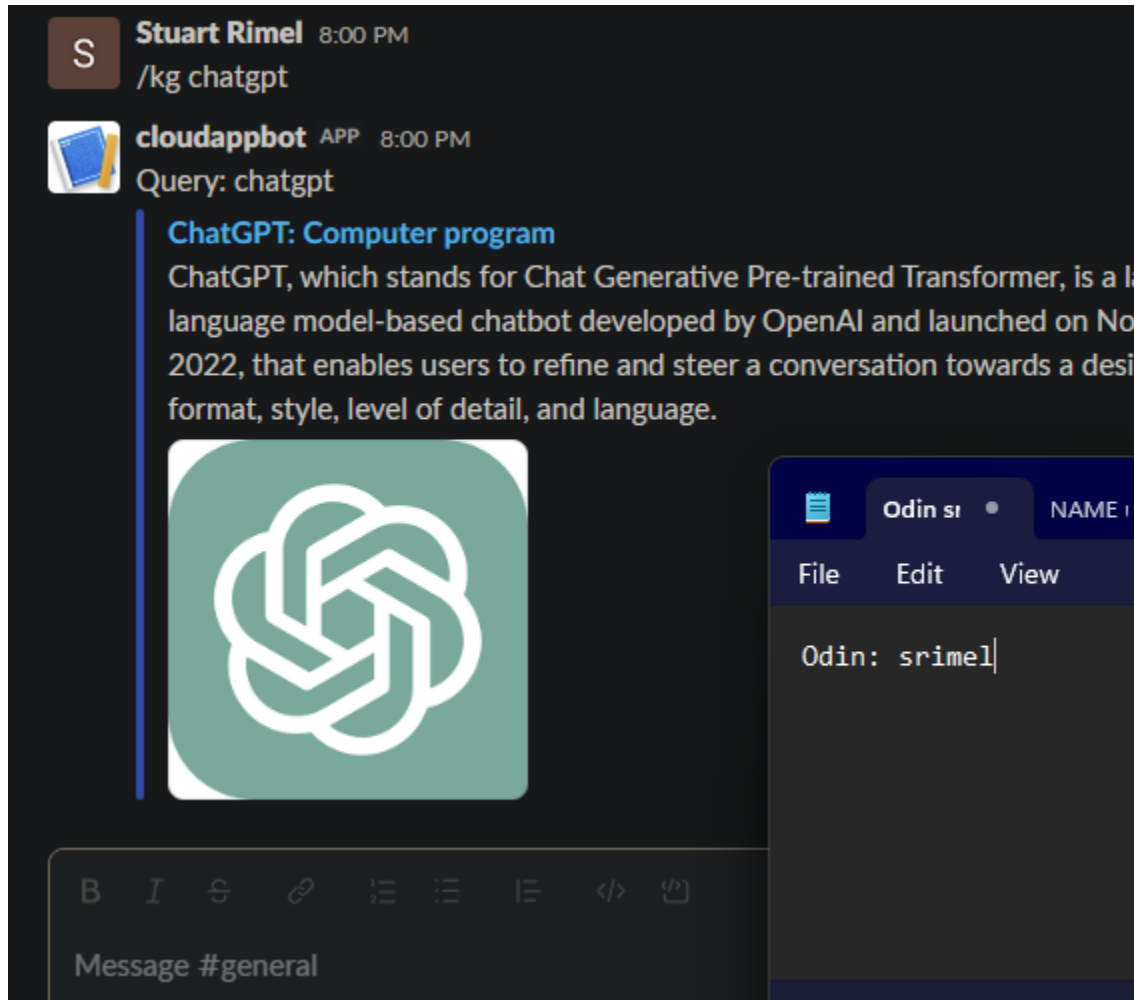 S
Stuart Rimel 8:00 PM
/kg chatgpt
cloudappbot APP 8:00 PM
Query: chatgpt
ChatGPT: Computer program
ChatGPT, which stands for Chat Generative Pre-trained Transformer, is a
language model-based chatbot developed by OpenAI and launched on
2022, that enables users to refine and steer a conversation towards a
format, style, level of detail, and language.
Odin
NAME
File Edit View
Odin: srimel
B I S
Message #general